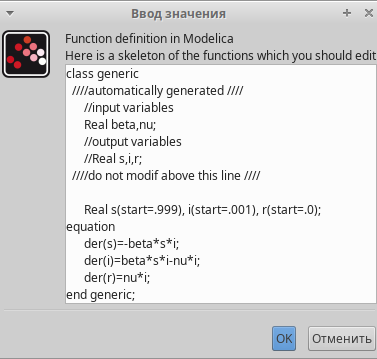 Ввод значения
Function definition in Modelica
Here is a skeleton of the functions which you should edit
class generic
////automatically generated ////
//input variables
Real beta,nu;
//output variables
//Real s,i,r;
////do not modif above this line ////
Real s(start=.999), i(start=.001), r(start=.0);
equation
der(s)=-beta*s*i;
der(i)=beta*s*i-nu*i;
der(r)=nu*i;
end generic;
OK
Отменить